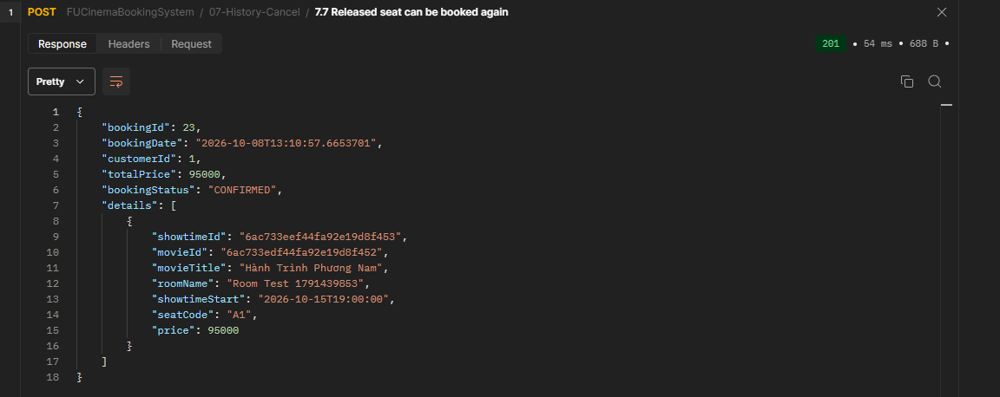 1 POST FUCinemaBookingSystem / 07-History-Cancel / 7.7 Released seat can be booked again
Response Headers Request 201 • 54 ms • 688 B •
Pretty
1 {
2 "bookingId": 23,
3 "bookingDate": "2026-10-08T13:10:57.6653701",
4 "customerId": 1,
5 "totalPrice": 95000,
6 "bookingStatus": "CONFIRMED",
7 "details": [
8 {
9 "showtimeId": "6ac733eef44fa92e19d8f453",
10 "movieId": "6ac733edf44fa92e19d8f452",
11 "movieTitle": "Hành Trình Phương Nam",
12 "roomName": "Room Test 1791439853",
13 "showtimeStart": "2026-10-15T19:00:00",
14 "seatCode": "A1",
15 "price": 95000
16 }
17 ]
18 }